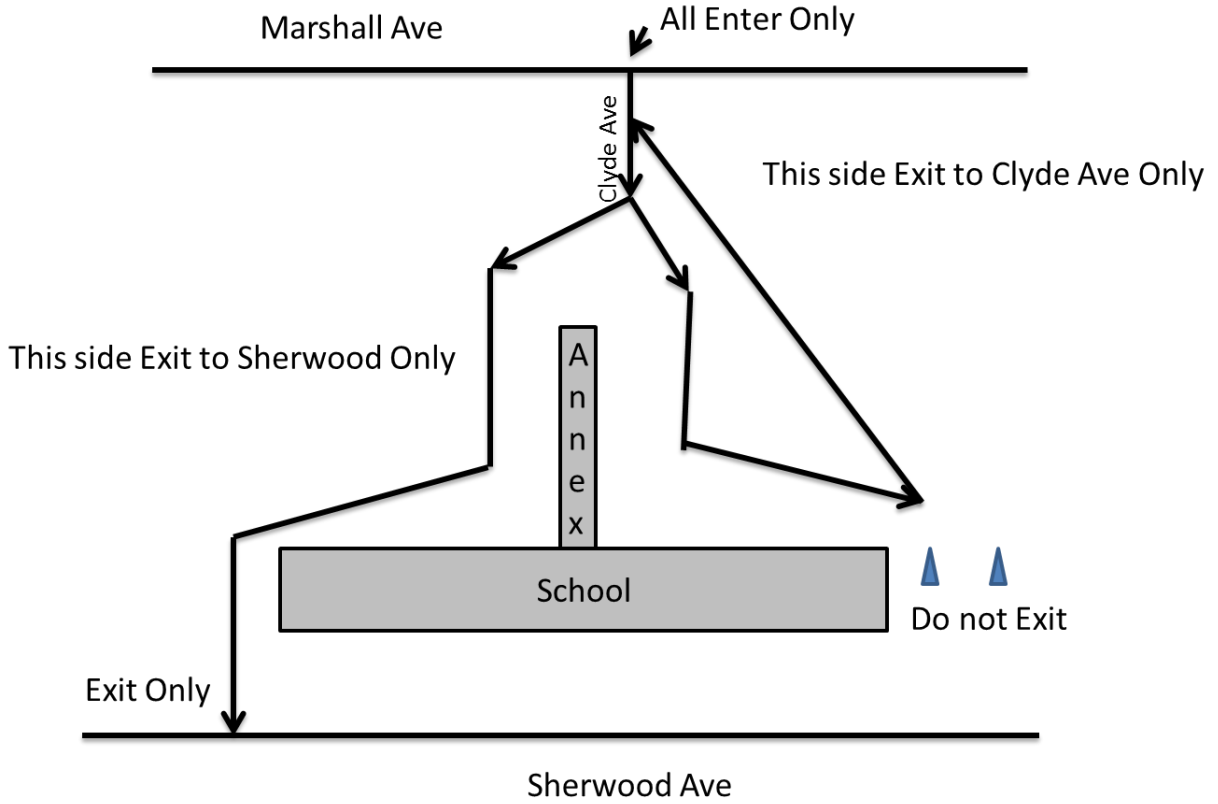 Marshall Ave
All Enter Only
Clyde Ave
This side Exit to Clyde Ave Only
This side Exit to Sherwood Only
Annex
School
Do not Exit
Exit Only
Sherwood Ave